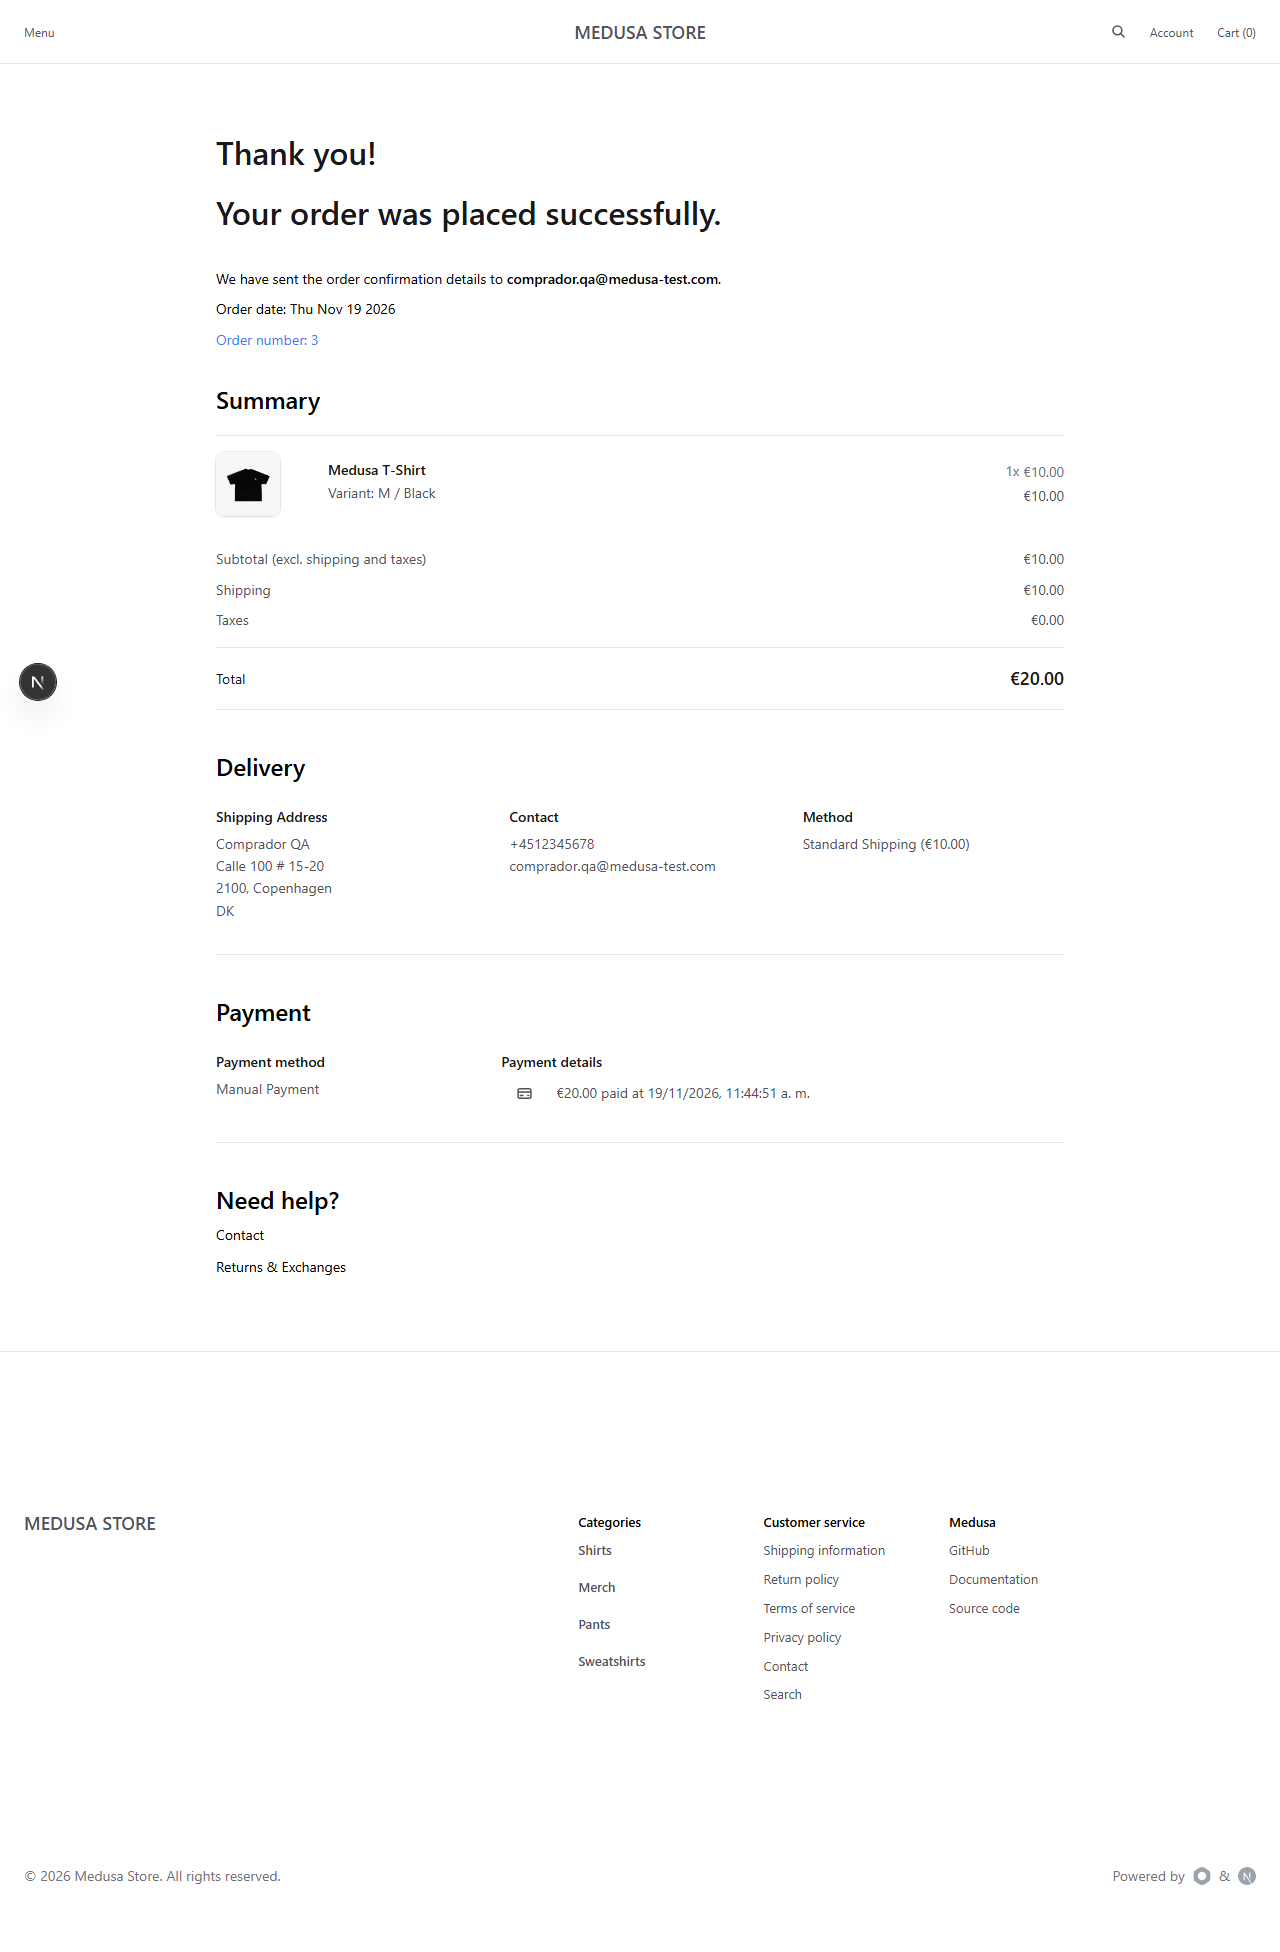 Menu
MEDUSA STORE
Account
Cart (0)
Thank you!
Your order was placed successfully.
We have sent the order confirmation details to comprador.qa@medusa-test.com.
Order date: Thu Nov 19 2026
Order number: 3
Summary
Medusa T-Shirt
1x €10.00
Variant: M / Black
€10.00
Subtotal (excl. shipping and taxes)
€10.00
Shipping
€10.00
Taxes
€0.00
N
Total
€20.00
Delivery
Shipping Address
Comprador QA
Calle 100 # 15-20
2100, Copenhagen
DK
Contact
+4512345678
comprador.qa@medusa-test.com
Method
Standard Shipping (€10.00)
Payment
Payment method
Manual Payment
Payment details
€20.00 paid at 19/11/2026, 11:44:51 a. m.
Need help?
Contact
Returns & Exchanges
MEDUSA STORE
Categories
Shirts
Merch
Pants
Sweatshirts
Customer service
Shipping information
Return policy
Terms of service
Privacy policy
Contact
Search
Medusa
GitHub
Documentation
Source code
© 2026 Medusa Store. All rights reserved.
Powered by & N